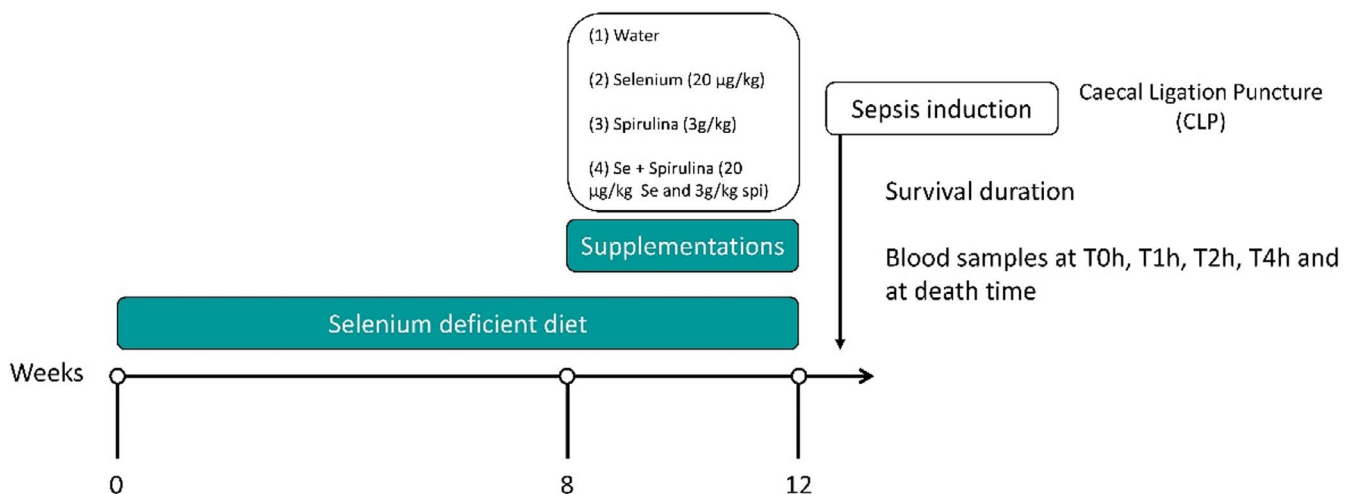 (1) Water
(2) Selenium (20 µg/kg)
(3) Spirulina (3g/kg)
(4) Se + Spirulina (20
µg/kg Se and 3g/kg spi)
Supplementations
Selenium deficient diet
Sepsis induction
Caecal Ligation Puncture
(CLP)
Survival duration
Blood samples at T0h, T1h, T2h, T4h and
at death time
Weeks
0
8
12